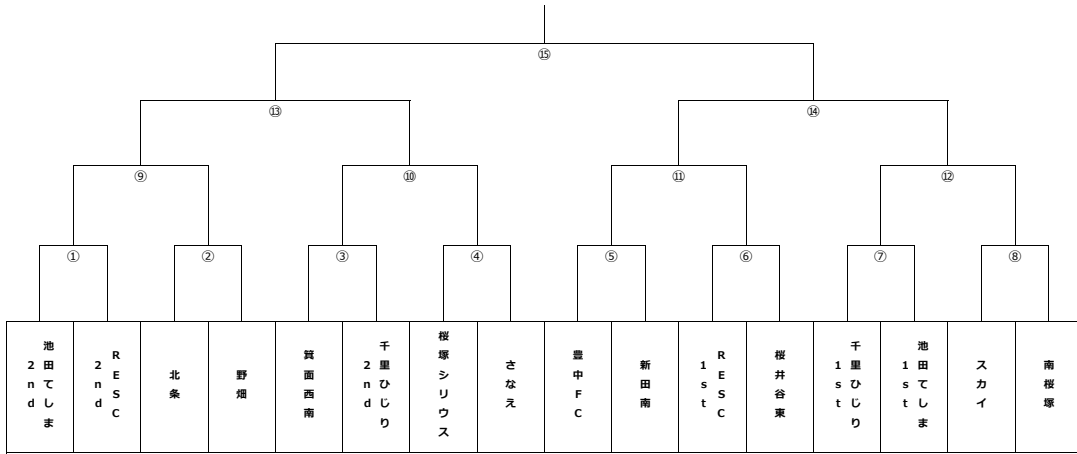 ⑮
⑬
⑭
⑨
⑩
⑪
⑫
①
②
③
④
⑤
⑥
⑦
⑧
池田てしま
2nd
RESC
2nd
北条
野畑
箕面西南
千里ひじり
2nd
桜塚シリウス
さなえ
豊中FC
新田南
RESC
1st
桜井谷東
千里ひじり
1st
池田てしま
1st
スカイ
南桜塚